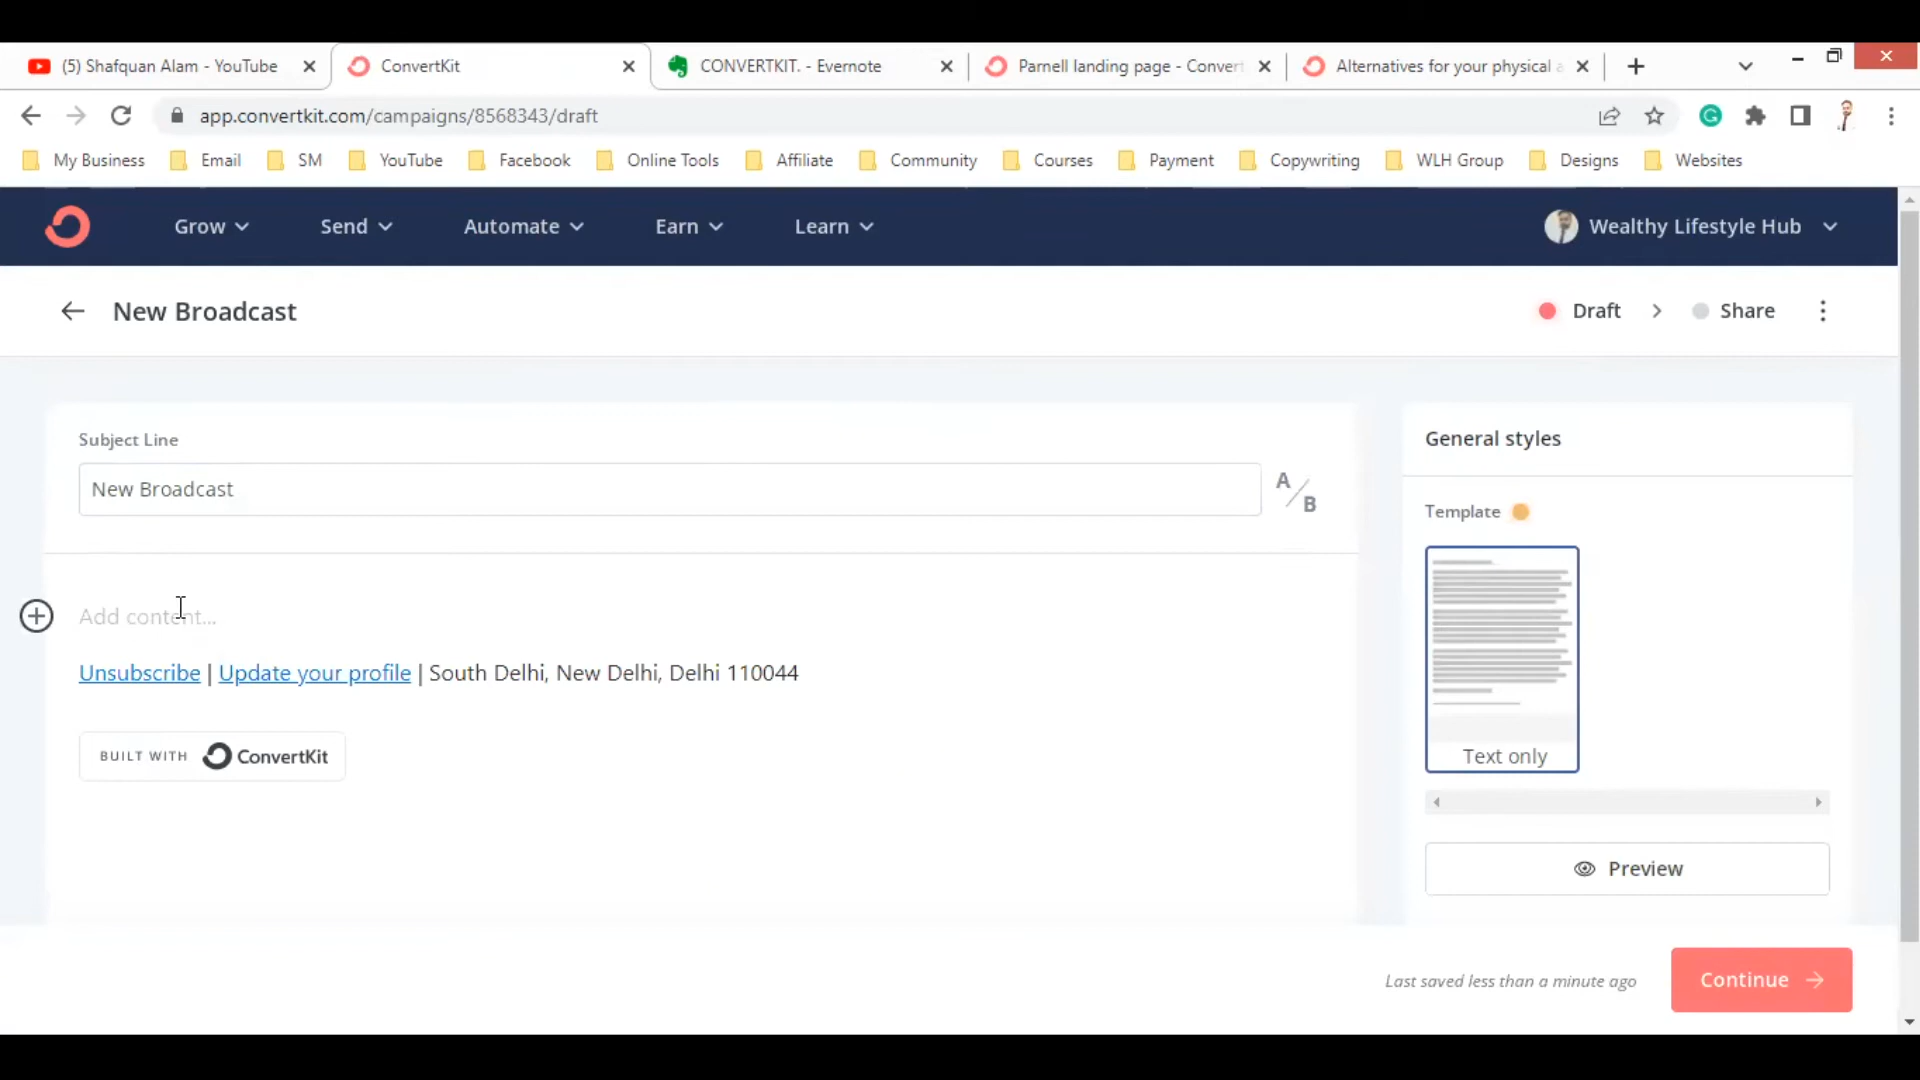 (5) Shafquan Alam - YouTube
ConvertKit
CONVERTKIT. - Evernote
Parnell landing page - Convert
Alternatives for your physical a
app.convertkit.com/campaigns/8568343/draft
G
My Business
Email
SM
YouTube
Facebook
Online Tools
Affiliate
Community
Courses
Payment
Copywriting
WLH Group
Designs
Websites
Grow
Send
Automate
Earn
Learn
Wealthy Lifestyle Hub
New Broadcast
Draft
Share
Subject Line
New Broadcast
A/B
General styles
Template
Text only
Add content...
Unsubscribe | Update your profile | South Delhi, New Delhi, Delhi 110044
BUILT WITH ConvertKit
Preview
Last saved less than a minute ago
Continue